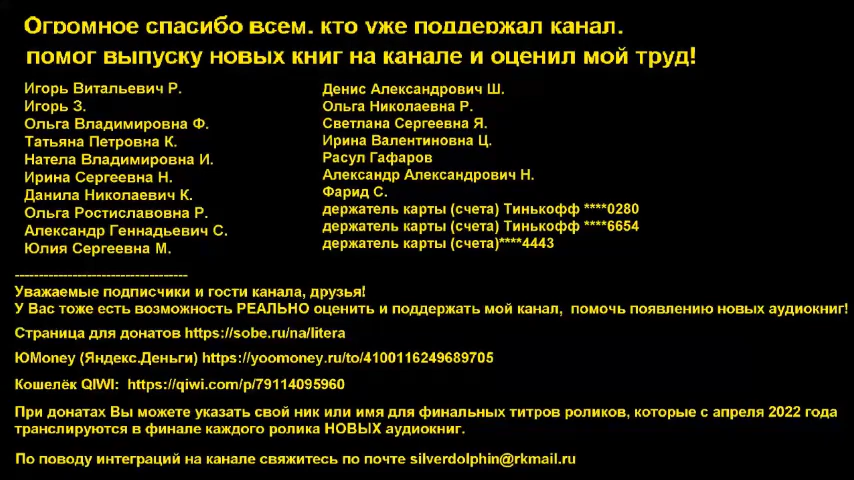 Огромное спасибо всем, кто уже поддержал канал,
помог выпуску новых книг на канале и оценил мой труд!
Игорь Витальевич Р.
Игорь З.
Ольга Владимировна Ф.
Татьяна Петровна К.
Натела Владимировна И.
Ирина Сергеевна Н.
Данила Николаевич К.
Ольга Ростиславовна Р.
Александр Геннадьевич С.
Юлия Сергеевна М.
Денис Александрович Ш.
Ольга Николаевна Р.
Светлана Сергеевна Я.
Ирина Валентиновна Ц.
Расул Гафаров
Александр Александрович Н.
Фарид С.
держатель карты (счета) Тинькофф ****0280
держатель карты (счета) Тинькофф ****6654
держатель карты (счета)****4443
------------------------------------
Уважаемые подписчики и гости канала, друзья!
У Вас тоже есть возможность РЕАЛЬНО оценить и поддержать мой канал, помочь появлению новых аудиокниг!
Страница для донатов https://sobe.ru/na/litera
ЮMoney (Яндекс.Деньги) https://yoomoney.ru/to/4100116249689705
Кошелёк QIWI: https://qiwi.com/p/79114095960
При донатах Вы можете указать свой ник или имя для финальных титров роликов, которые с апреля 2022 года
транслируются в финале каждого ролика НОВЫХ аудиокниг.
По поводу интеграций на канале свяжитесь по почте silverdolphin@rkmail.ru